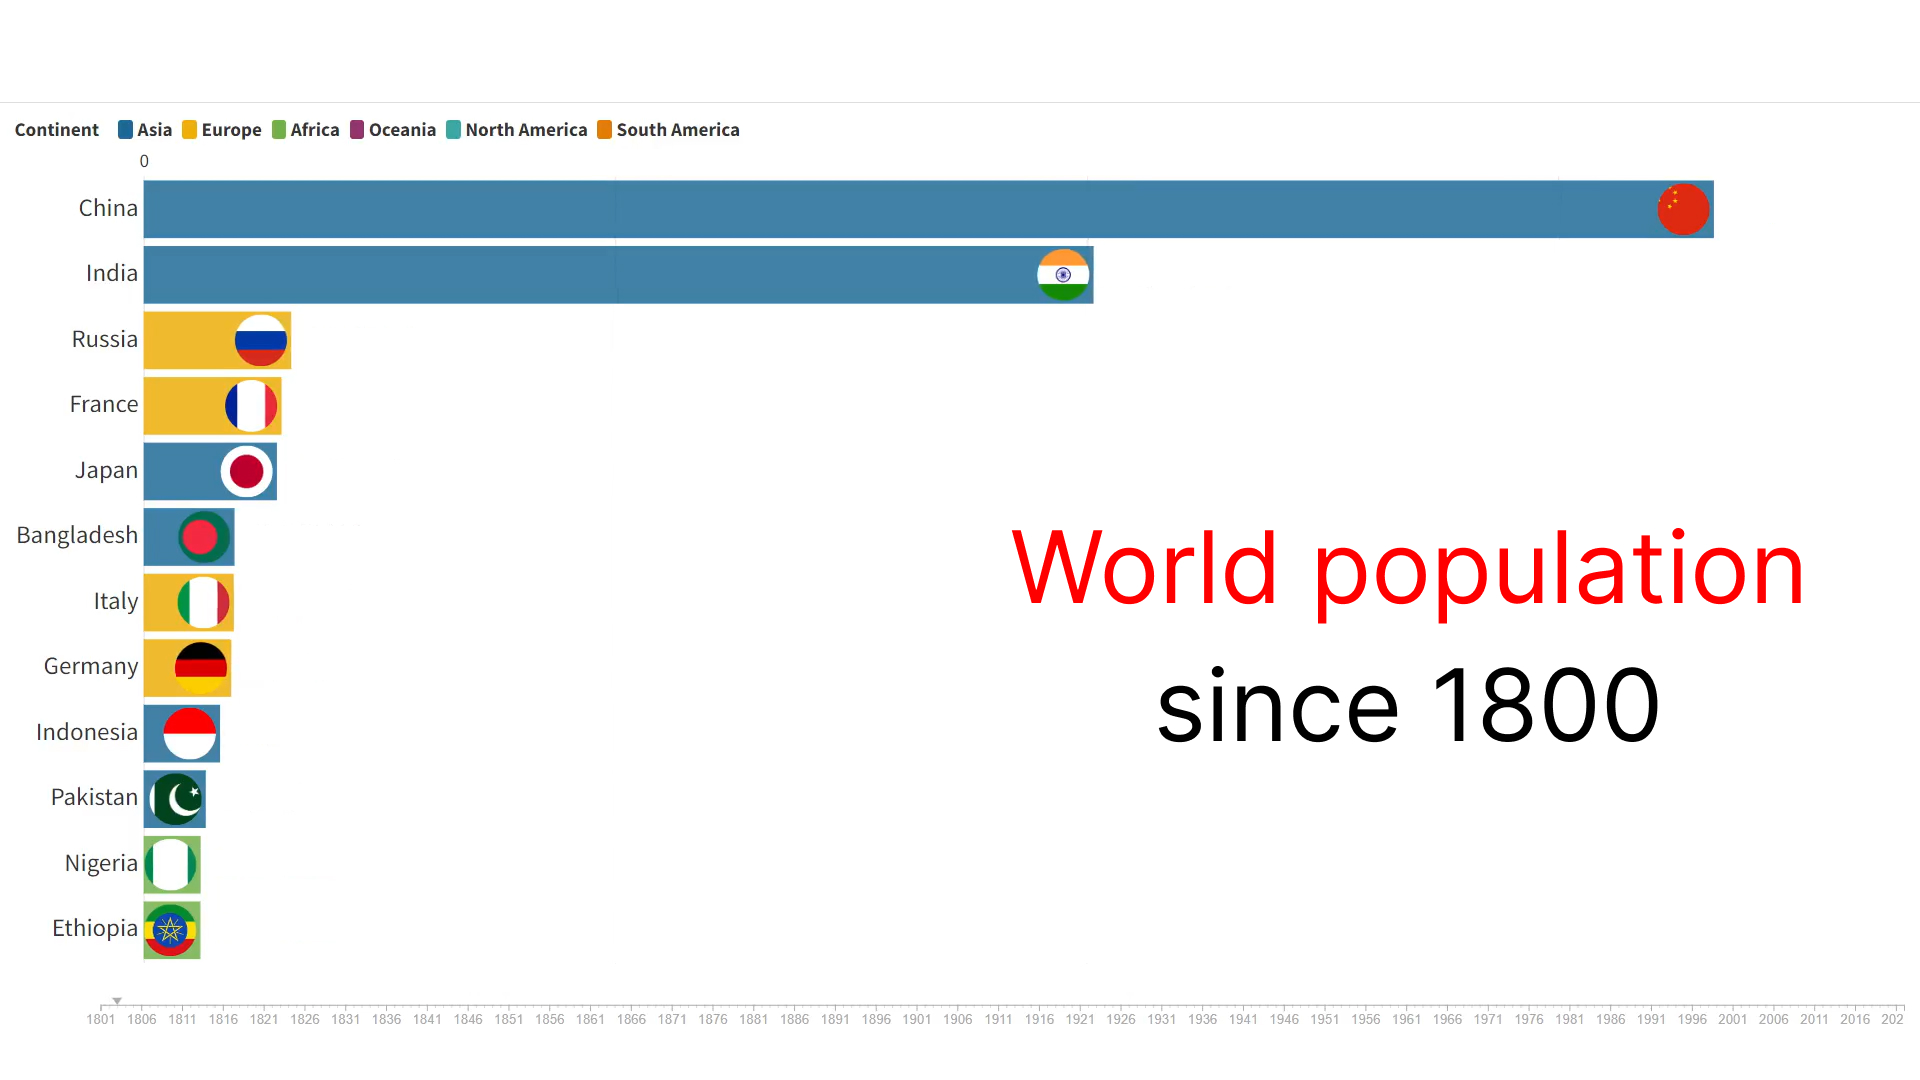 Continent Asia Europe Africa Oceania North America South America
0
China
India
Russia
France
Japan
Bangladesh
Italy
Germany
Indonesia
Pakistan
Nigeria
Ethiopia
World population
since 1800
1801 1806 1811 1816 1821 1826 1831 1836 1841 1846 1851 1856 1861 1866 1871 1876 1881 1886 1891 1896 1901 1906 1911 1916 1921 1926 1931 1936 1941 1946 1951 1956 1961 1966 1971 1976 1981 1986 1991 1996 2001 2006 2011 2016 202